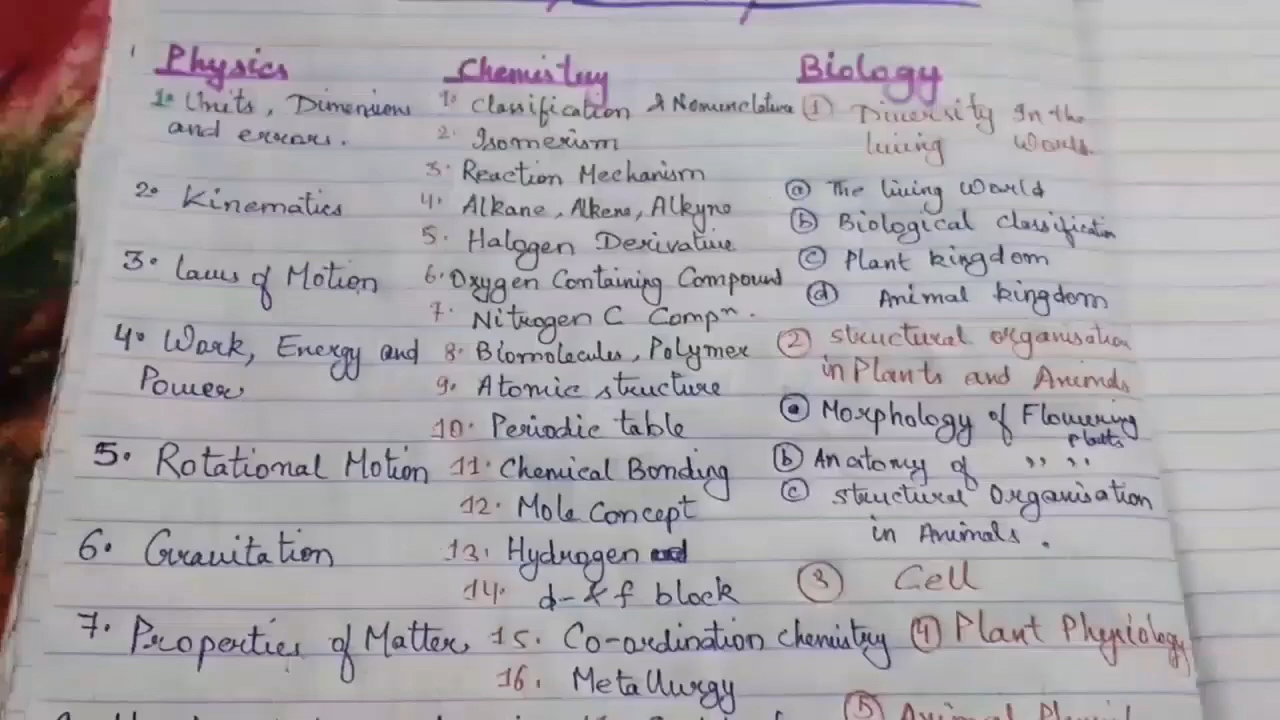 Physics
1. Units, Dimensions
and errors.
2. Kinematics
3. laws of Motion
4. Work, Energy and
Power
5. Rotational Motion
6. Gravitation
7. Properties of Matter
Chemistry
1. Classification & Nomenclature
2. Isomerism
3. Reaction Mechanism
4. Alkane, Alkene, Alkyne
5. Halogen Derivative
6. Oxygen Containing Compound
7. Nitrogen C Compn.
8. Biomolecules, Polymer
9. Atomic structure
10. Periodic table
11. Chemical Bonding
12. Mole Concept
13. Hydrogen
14. d- & f block
15. Co-ordination chemistry
16. Metallurgy
Biology
① Diversity In the
living World.
ⓐ The living World
ⓑ Biological classification
ⓒ Plant kingdom
ⓓ Animal kingdom
② structural organisation
in Plants and Animals
ⓐ Morphology of Flowering
Plants
ⓑ Anatomy of " "
ⓒ structural Organisation
in Animals.
③ Cell
④ Plant Physiology
⑤ Animal